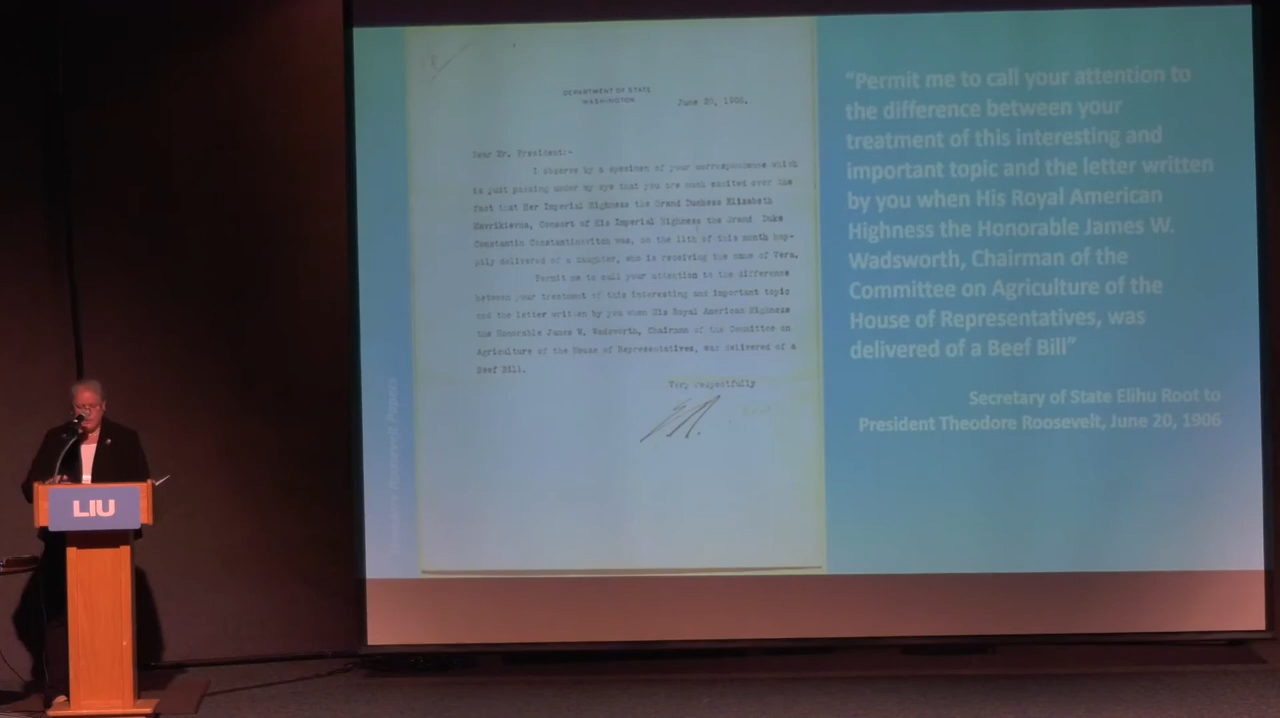 DEPARTMENT OF STATE
WASHINGTON
June 20, 1906.
Dear Mr. President:-
I observe by a specimen of your correspondence which
is just passing under my eye that you are much excited over the
fact that Her Imperial Highness the Grand Duchess Elizabeth
Mavrikievna, Consort of His Imperial Highness the Grand Duke
Constantin Constantinovitch was, on the 11th of this month hap-
pily delivered of a daughter, who is receiving the name of Vera.
Permit me to call your attention to the difference
between your treatment of this interesting and important topic
and the letter written by you when His Royal American Highness
the Honorable James W. Wadsworth, Chairman of the Committee on
Agriculture of the House of Representatives, was delivered of a
Beef Bill.
Very respectfully
ER.
“Permit me to call your attention to
the difference between your
treatment of this interesting and
important topic and the letter written
by you when His Royal American
Highness the Honorable James W.
Wadsworth, Chairman of the
Committee on Agriculture of the
House of Representatives, was
delivered of a Beef Bill”
Secretary of State Elihu Root to
President Theodore Roosevelt, June 20, 1906
LIU